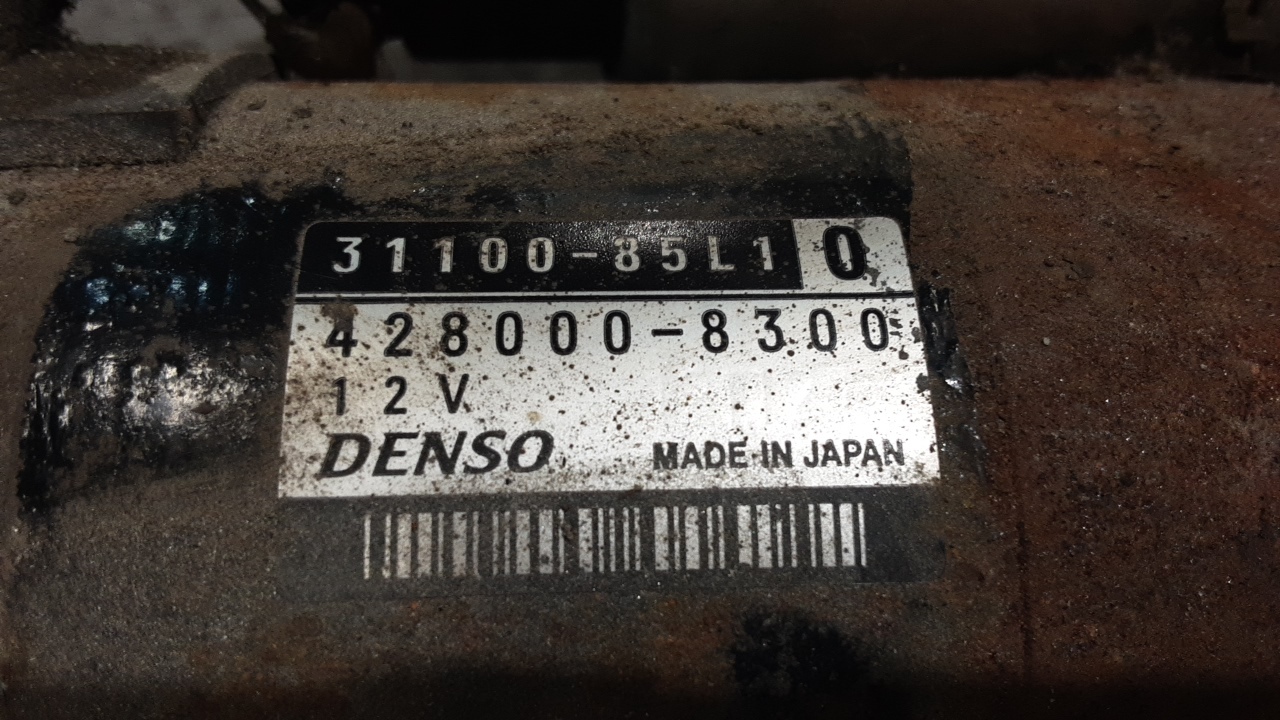 31100-85L10
428000-8300
12V
DENSO MADE IN JAPAN